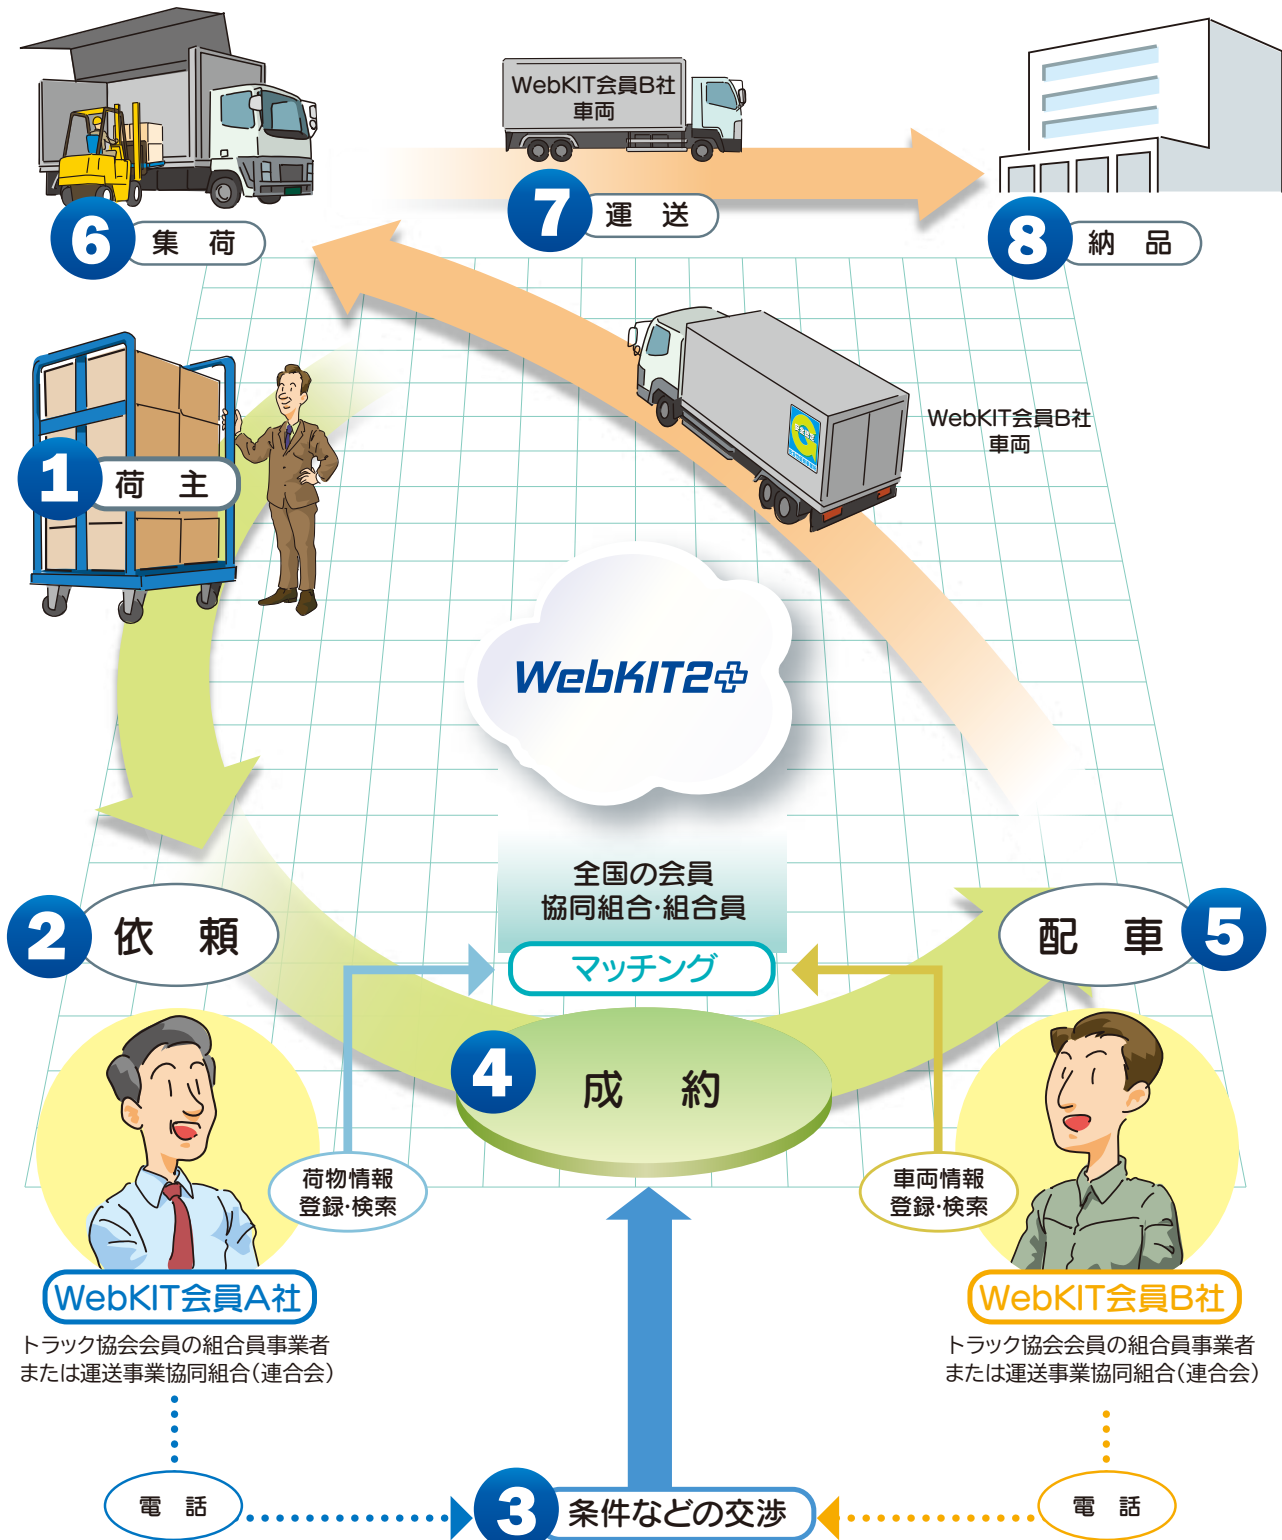 WebKIT会員B社
車両
6
集 荷
7
運 送
8
納 品
1
荷 主
WebKIT会員B社
車両
WebKIT2+
全国の会員
協同組合・組合員
マッチング
2
依 頼
配 車
5
4
成 約
荷物情報
登録・検索
車両情報
登録・検索
WebKIT会員A社
トラック協会会員の組合員事業者
または運送事業協同組合(連合会)
WebKIT会員B社
トラック協会会員の組合員事業者
または運送事業協同組合(連合会)
電 話
3
条件などの交渉
電 話